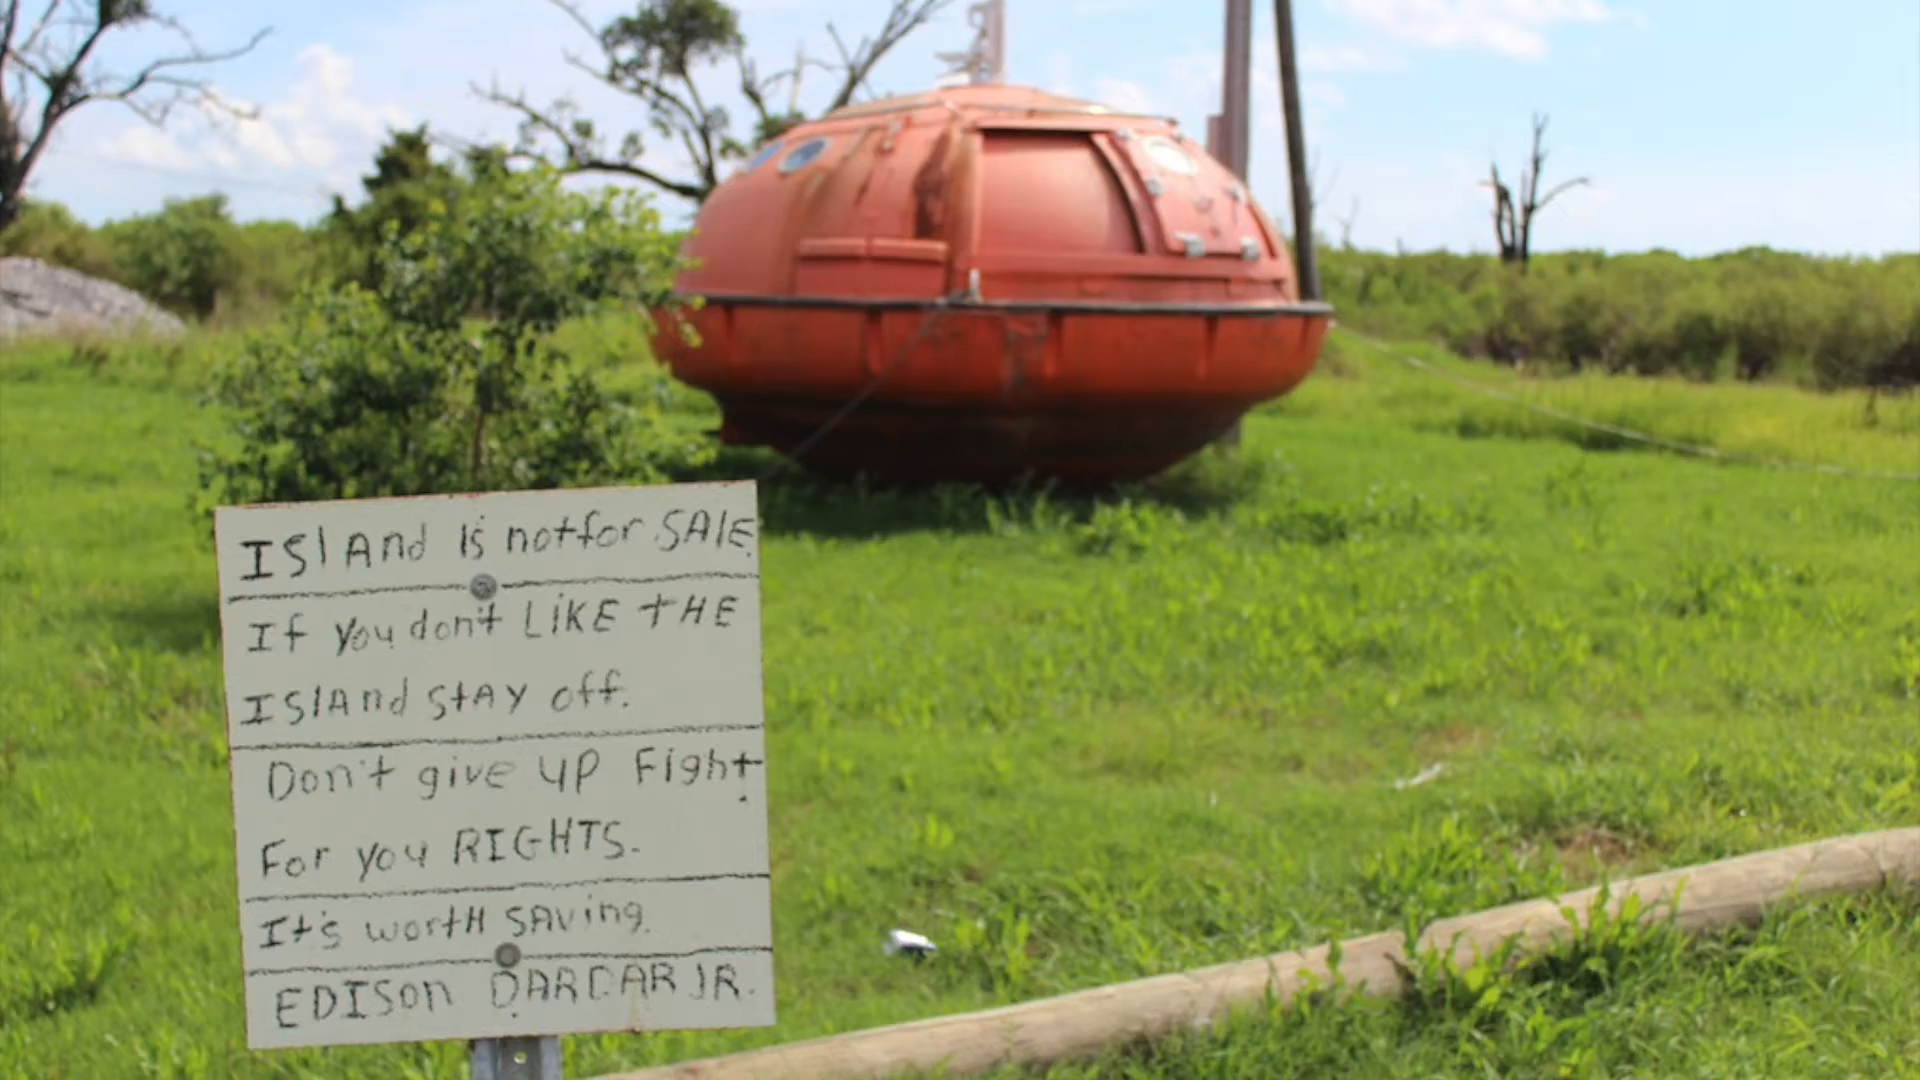 ISlAnd is notfor SAlE.
If you don't LiKE tHE
ISlAnd stAy off.
Don't give UP Fight
For you RIGHTS.
It's wortH SAving.
EDISon DARDAR JR.